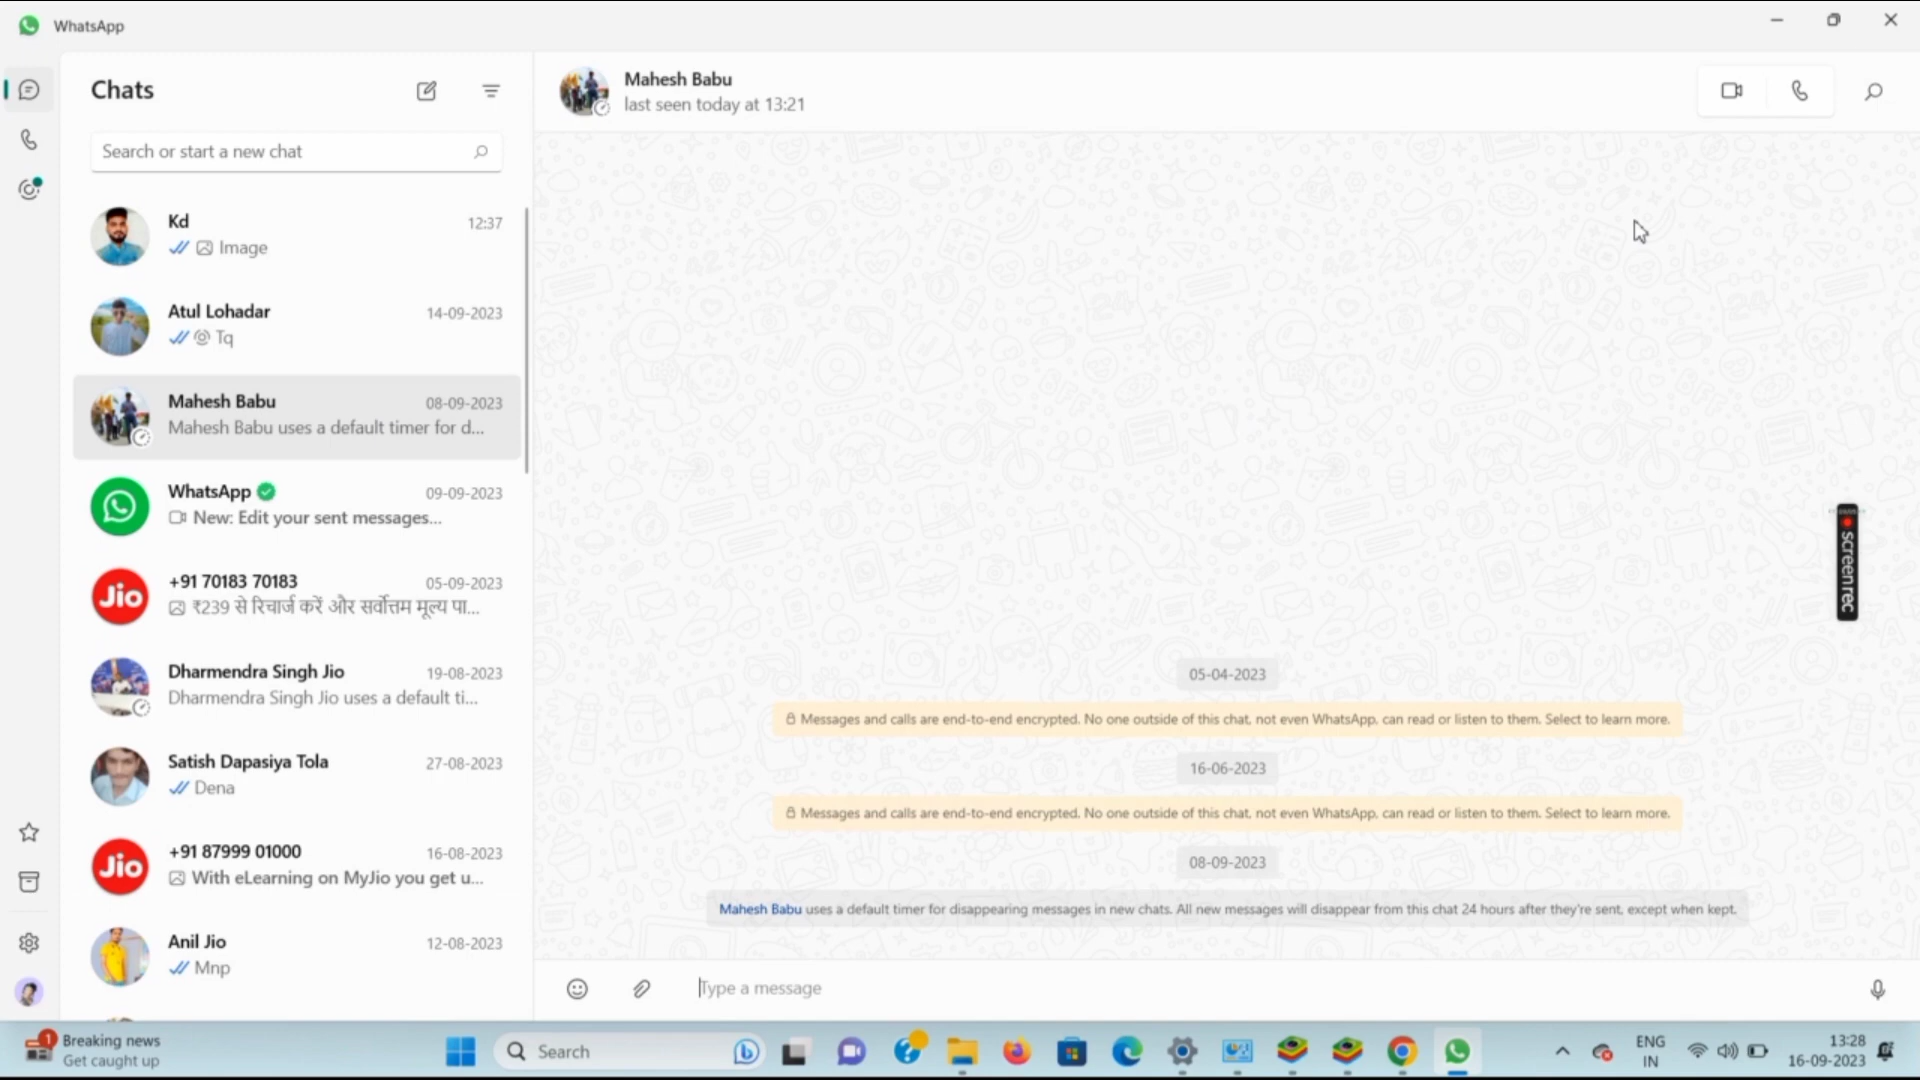 WhatsApp
Chats
Search or start a new chat
Kd
12:37
Image
Atul Lohadar
14-09-2023
Tq
Mahesh Babu
08-09-2023
Mahesh Babu uses a default timer for d...
WhatsApp
09-09-2023
New: Edit your sent messages...
Jio
+91 70183 70183
05-09-2023
₹239 से रिचार्ज करें और सर्वोत्तम मूल्य पा...
Dharmendra Singh Jio
19-08-2023
Dharmendra Singh Jio uses a default ti...
Satish Dapasiya Tola
27-08-2023
Dena
Jio
+91 87999 01000
16-08-2023
With eLearning on MyJio you get u...
Anil Jio
12-08-2023
Mnp
Mahesh Babu
last seen today at 13:21
05-04-2023
Messages and calls are end-to-end encrypted. No one outside of this chat, not even WhatsApp, can read or listen to them. Select to learn more.
16-06-2023
Messages and calls are end-to-end encrypted. No one outside of this chat, not even WhatsApp, can read or listen to them. Select to learn more.
08-09-2023
Mahesh Babu uses a default timer for disappearing messages in new chats. All new messages will disappear from this chat 24 hours after they're sent, except when kept.
Type a message
screenrec
1
Breaking news
Get caught up
Search
ENG
IN
13:28
16-09-2023